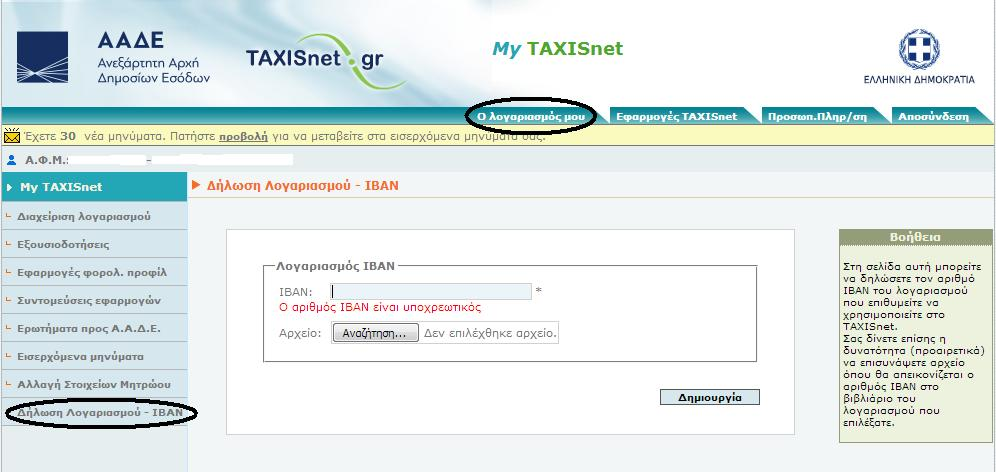 ΑΑΔΕ
Ανεξάρτητη Αρχή
Δημοσίων Εσόδων
TAXISnet.gr
My TAXISnet
ΕΛΛΗΝΙΚΗ ΔΗΜΟΚΡΑΤΙΑ
Ο λογαριασμός μου
Εφαρμογές TAXISnet
Προσωπ.Πληρ/ση
Αποσύνδεση
Έχετε 30 νέα μηνύματα. Πατήστε προβολή για να μεταβείτε στα εισερχόμενα μηνύματά σας.
Α.Φ.Μ.: -
My TAXISnet
Διαχείριση λογαριασμού
Εξουσιοδοτήσεις
Εφαρμογές φορολ. προφίλ
Συντομεύσεις εφαρμογών
Ερωτήματα προς Α.Α.Δ.Ε.
Εισερχόμενα μηνύματα
Αλλαγή Στοιχείων Μητρώου
Δήλωση Λογαριασμού - IBAN
Δήλωση Λογαριασμού - IBAN
Λογαριασμός IBAN
IBAN: *
Ο αριθμός IBAN είναι υποχρεωτικός
Αρχείο: Αναζήτηση... Δεν επιλέχθηκε αρχείο.
Δημιουργία
Βοήθεια
Στη σελίδα αυτή μπορείτε
να δηλώσετε τον αριθμό
IBAN του λογαριασμού
που επιθυμείτε να
χρησιμοποιείτε στο
TAXISnet.
Σας δίνετε επίσης η
δυνατότητα (προαιρετικά)
να επισυνάψετε αρχείο
όπου θα απεικονίζεται ο
αριθμός IBAN στο
βιβλιάριο του
λογαριασμού που
επιλέξατε.